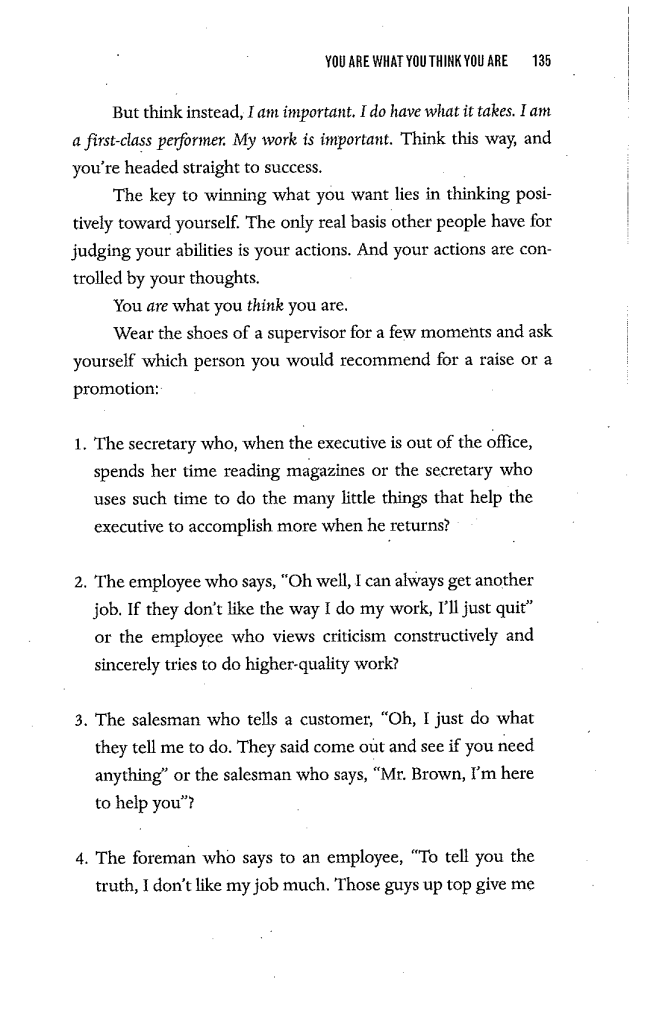 YOU ARE WHAT YOU THINK YOU ARE 135
But think instead, I am important. I do have what it takes. I am
a first-class performer. My work is important. Think this way, and
you're headed straight to success.
The key to winning what you want lies in thinking posi-
tively toward yourself. The only real basis other people have for
judging your abilities is your actions. And your actions are con-
trolled by your thoughts.
You are what you think you are.
Wear the shoes of a supervisor for a few moments and ask
yourself which person you would recommend for a raise or a
promotion:
1. The secretary who, when the executive is out of the office,
spends her time reading magazines or the secretary who
uses such time to do the many little things that help the
executive to accomplish more when he returns?
2. The employee who says, "Oh well, I can always get another
job. If they don't like the way I do my work, I'll just quit"
or the employee who views criticism constructively and
sincerely tries to do higher-quality work?
3. The salesman who tells a customer, "Oh, I just do what
they tell me to do. They said come out and see if you need
anything" or the salesman who says, "Mr. Brown, I'm here
to help you"?
4. The foreman who says to an employee, "To tell you the
truth, I don't like my job much. Those guys up top give me